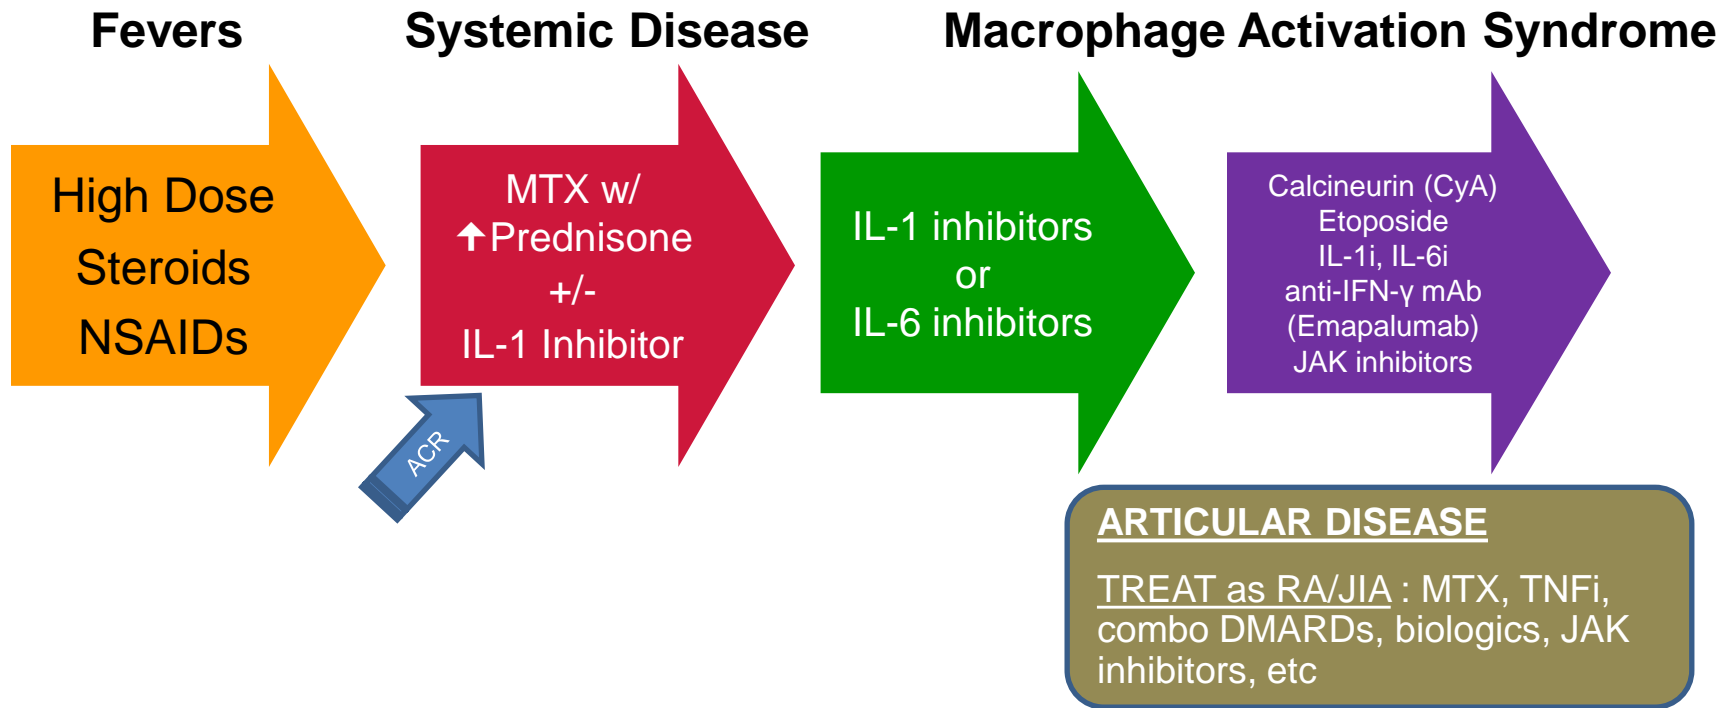 Fevers
Systemic Disease
Macrophage Activation Syndrome
High Dose
Steroids
NSAIDs
MTX w/
↑Prednisone
+/-
IL-1 Inhibitor
ACR
IL-1 inhibitors
or
IL-6 inhibitors
Calcineurin (CyA)
Etoposide
IL-1i, IL-6i
anti-IFN-γ mAb
(Emapalumab)
JAK inhibitors
ARTICULAR DISEASE
TREAT as RA/JIA : MTX, TNFi,
combo DMARDs, biologics, JAK
inhibitors, etc